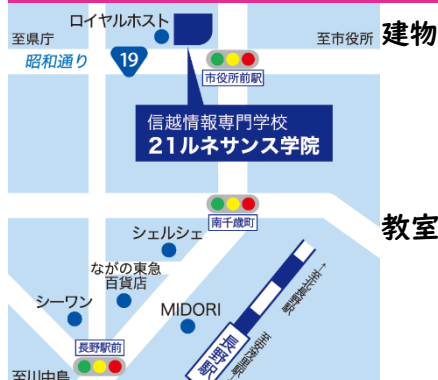 ロイヤルホスト
至県庁
至市役所
建物
昭和通り
19
市役所前駅
信越情報専門学校
21ルネサンス学院
南千歳町
教室
シェルシェ
ながの東急
百貨店
シーワン
MIDORI
長野駅前
長野駅
至川中島